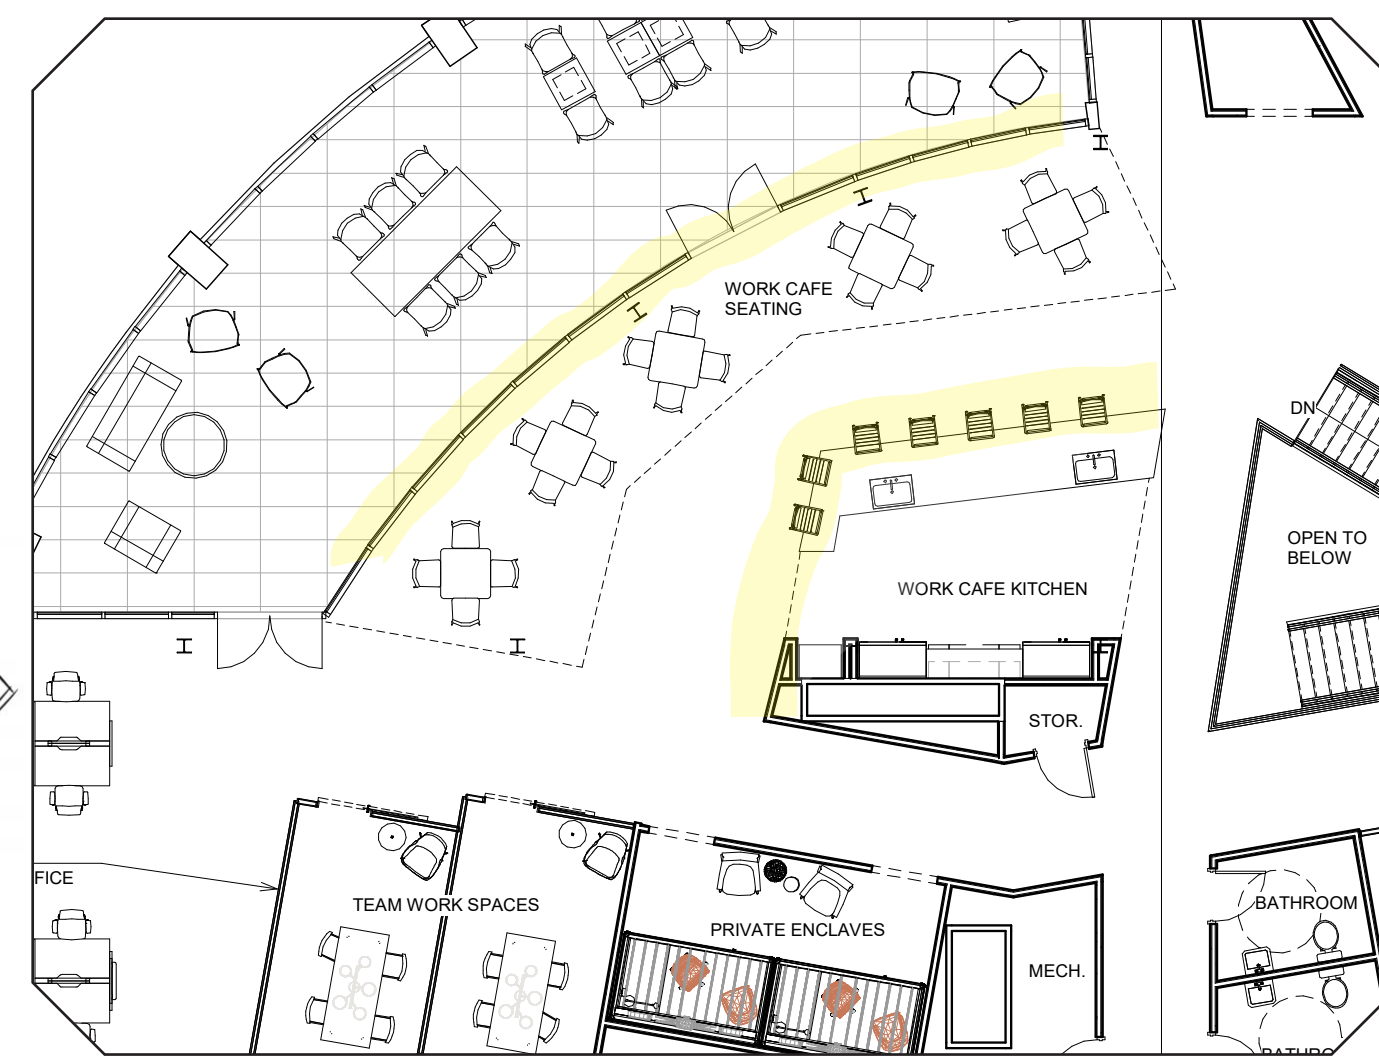 WORK CAFE
SEATING
DN
OPEN TO
BELOW
WORK CAFE KITCHEN
STOR.
FICE
TEAM WORK SPACES
PRIVATE ENCLAVES
BATHROOM
MECH.
BATHRO